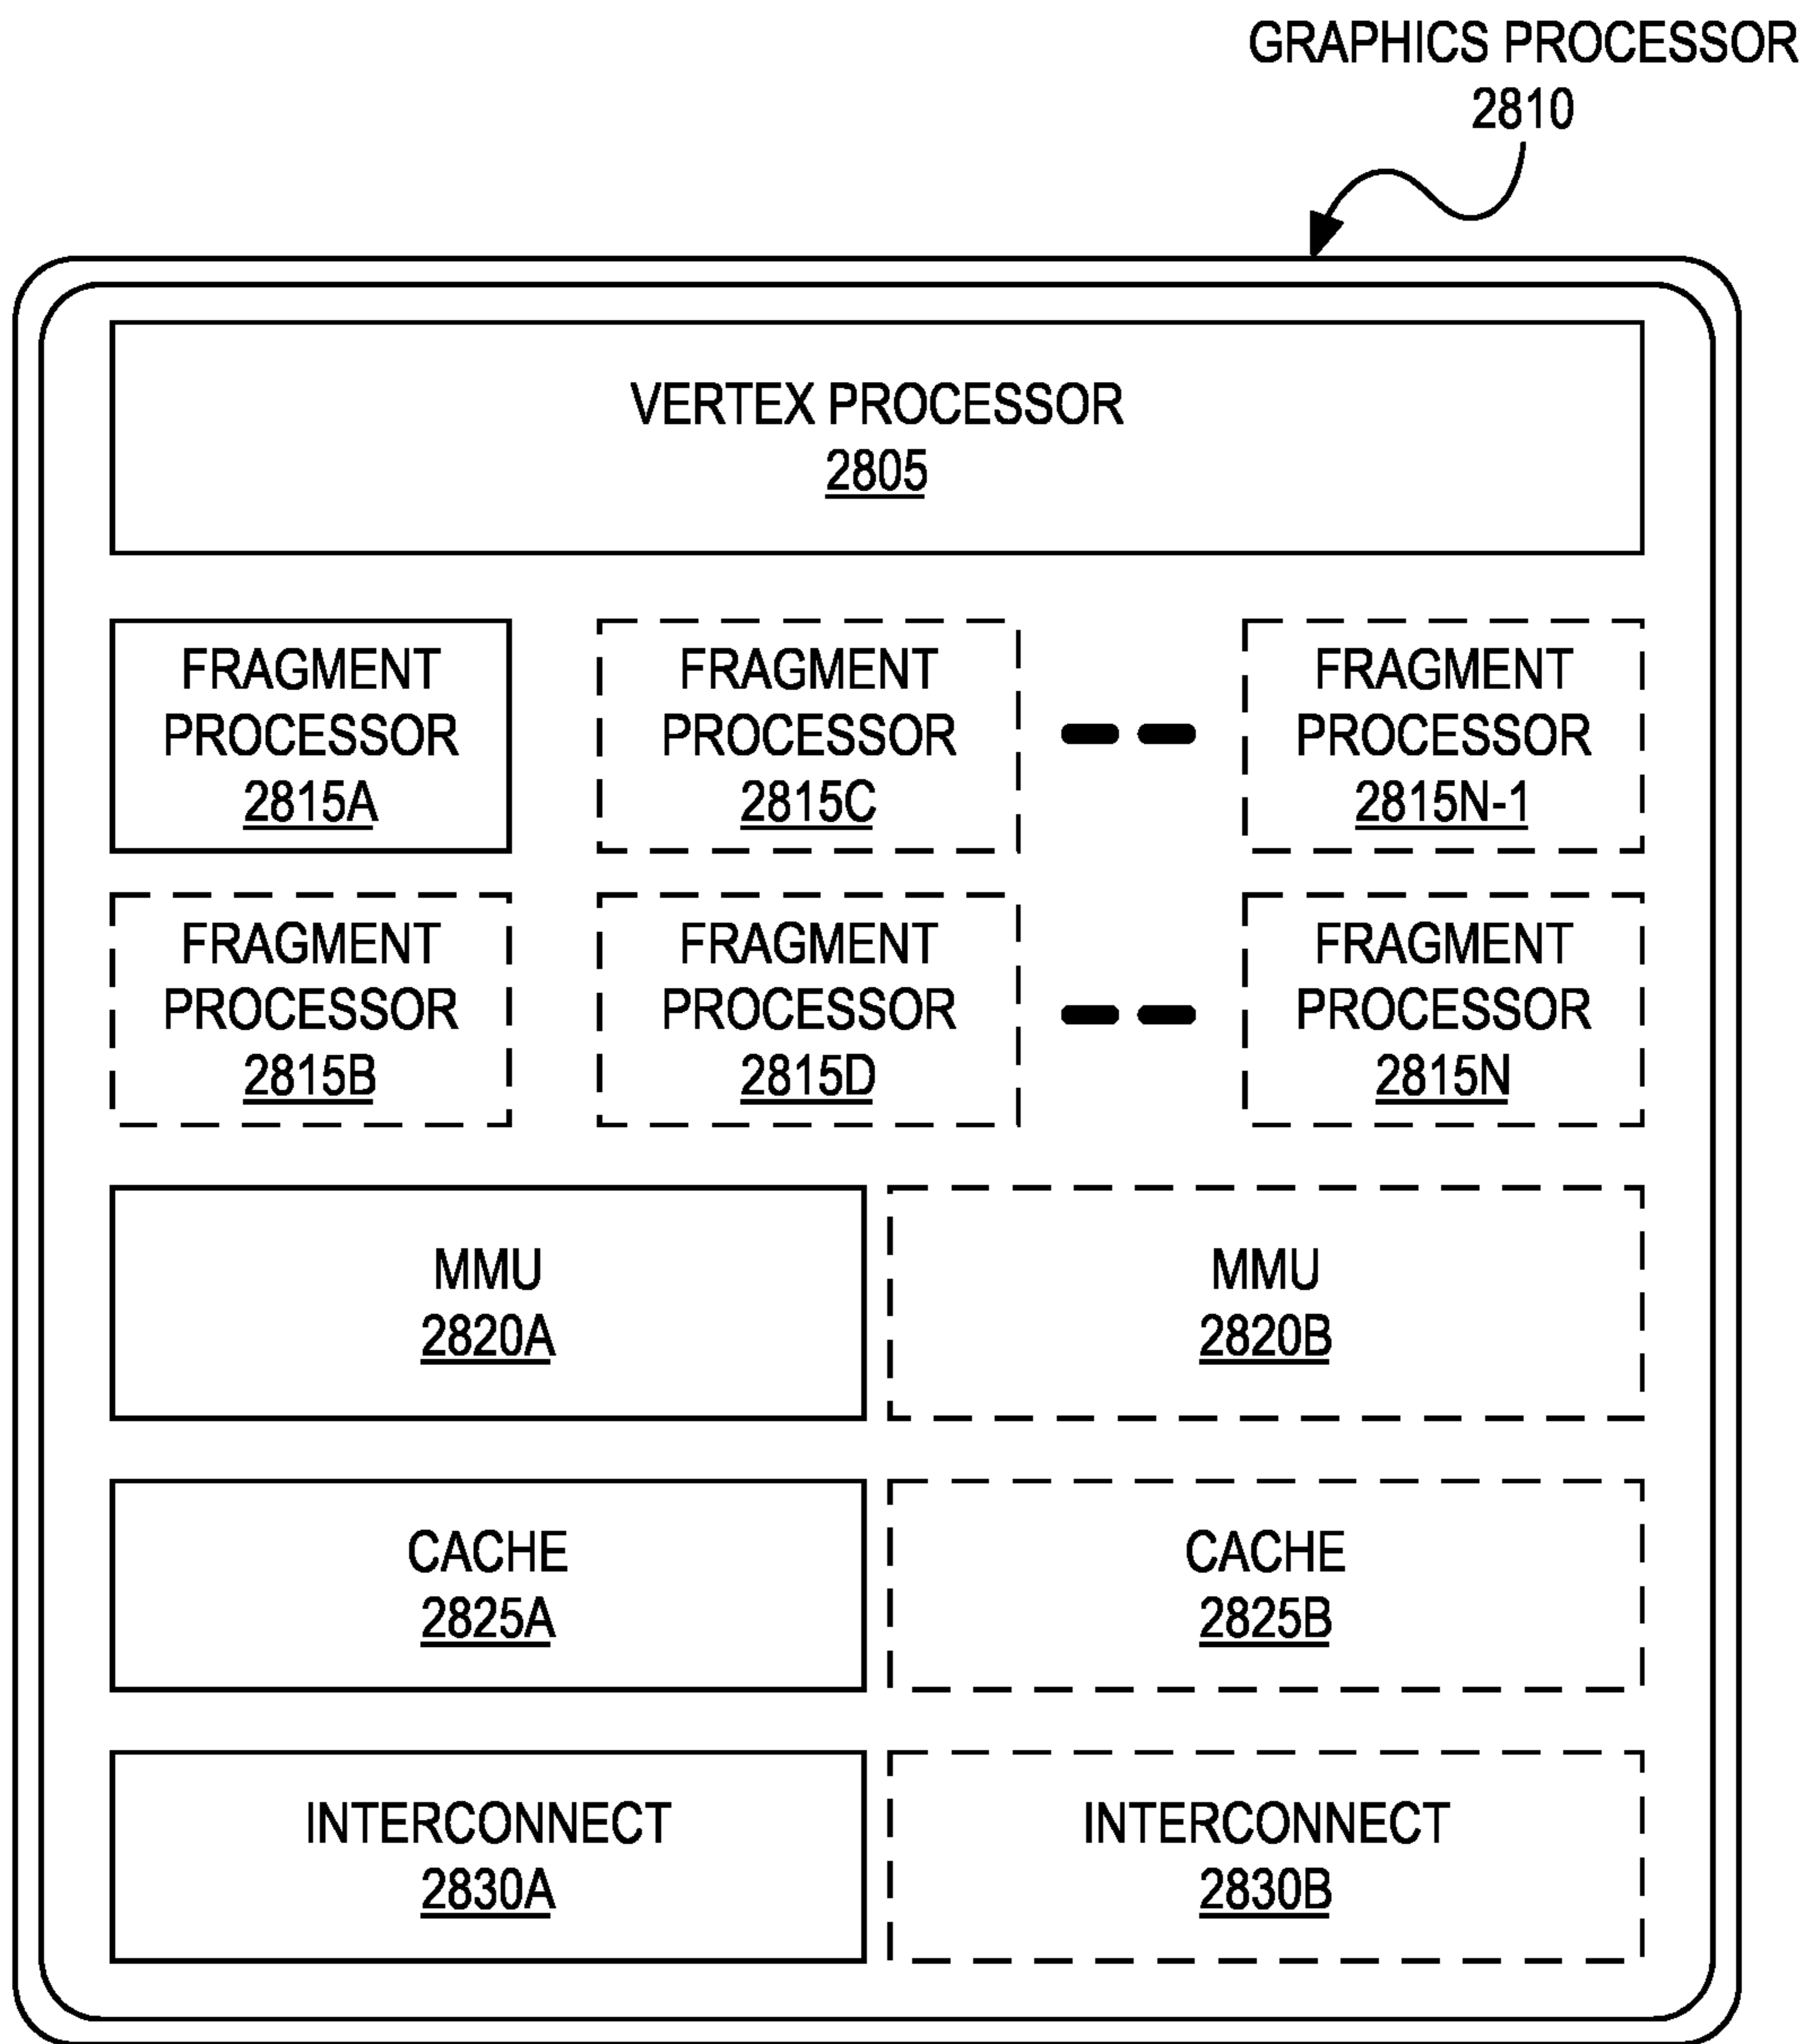 GRAPHICS PROCESSOR
2810
VERTEX PROCESSOR
2805
FRAGMENT
PROCESSOR
2815A
FRAGMENT
PROCESSOR
2815C
FRAGMENT
PROCESSOR
2815N-1
FRAGMENT
PROCESSOR
2815B
FRAGMENT
PROCESSOR
2815D
FRAGMENT
PROCESSOR
2815N
MMU
2820A
MMU
2820B
CACHE
2825A
CACHE
2825B
INTERCONNECT
2830A
INTERCONNECT
2830B